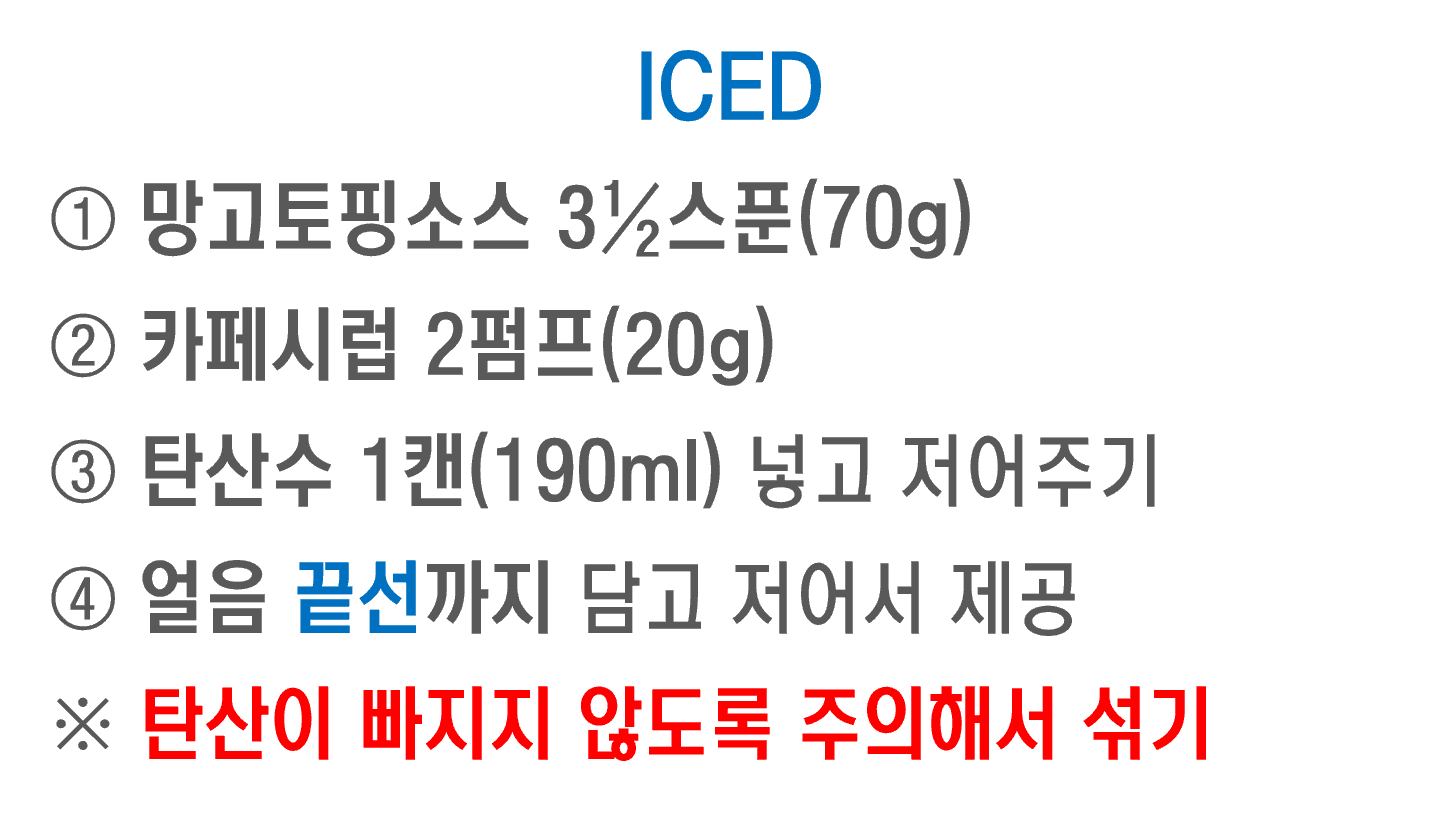 ICED
① 망고토핑소스 3½스푼(70g)
② 카페시럽 2펌프(20g)
③ 탄산수 1캔(190ml) 넣고 저어주기
④ 얼음 끝선까지 담고 저어서 제공
※ 탄산이 빠지지 않도록 주의해서 섞기